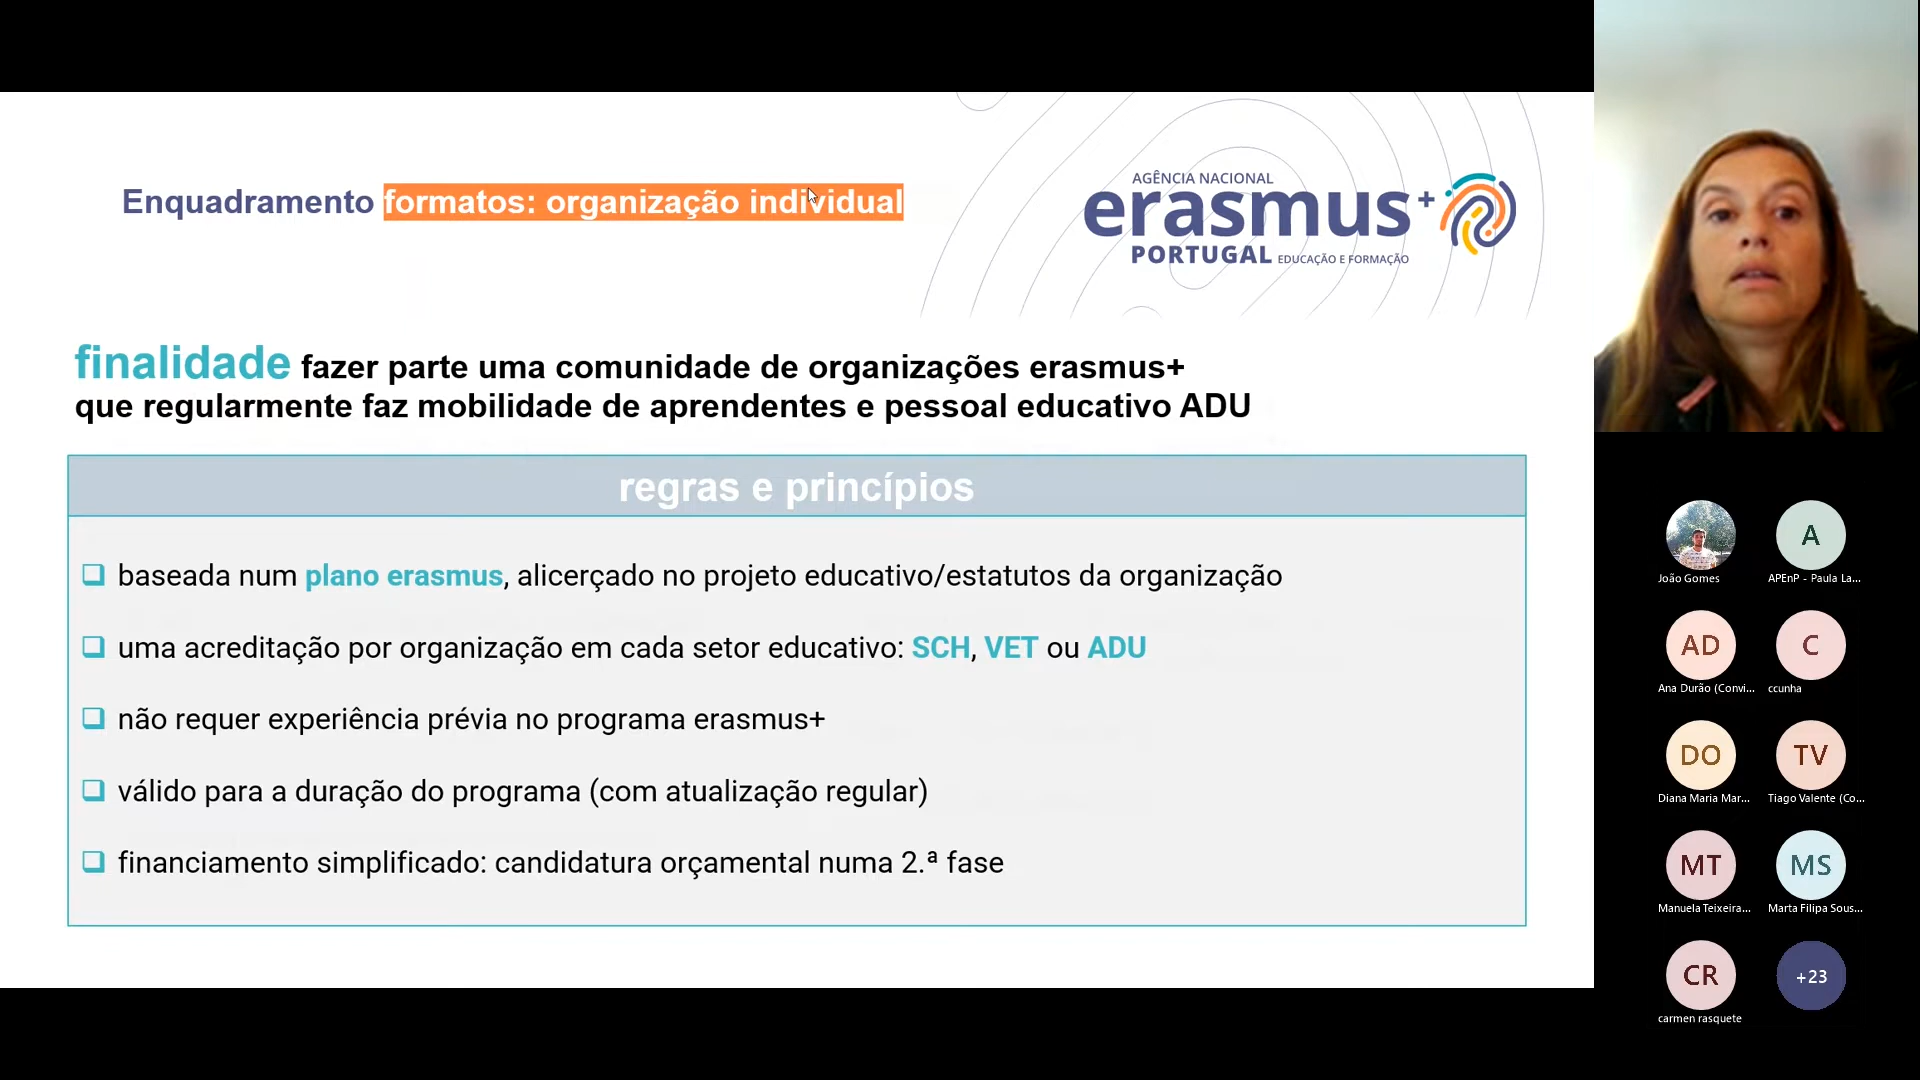 Enquadramento formatos: organização individual
AGÊNCIA NACIONAL
erasmus+
PORTUGAL EDUCAÇÃO E FORMAÇÃO
finalidade fazer parte uma comunidade de organizações erasmus+
que regularmente faz mobilidade de aprendentes e pessoal educativo ADU
regras e princípios
baseada num plano erasmus, alicerçado no projeto educativo/estatutos da organização
uma acreditação por organização em cada setor educativo: SCH, VET ou ADU
não requer experiência prévia no programa erasmus+
válido para a duração do programa (com atualização regular)
financiamento simplificado: candidatura orçamental numa 2.ª fase
João Gomes
A
APEnP - Paula La...
AD
Ana Durão (Convi...
C
ccunha
DO
Diana Maria Mar...
TV
Tiago Valente (Co...
MT
Manuela Teixeira...
MS
Marta Filipa Sous...
CR
carmen rasquete
+23